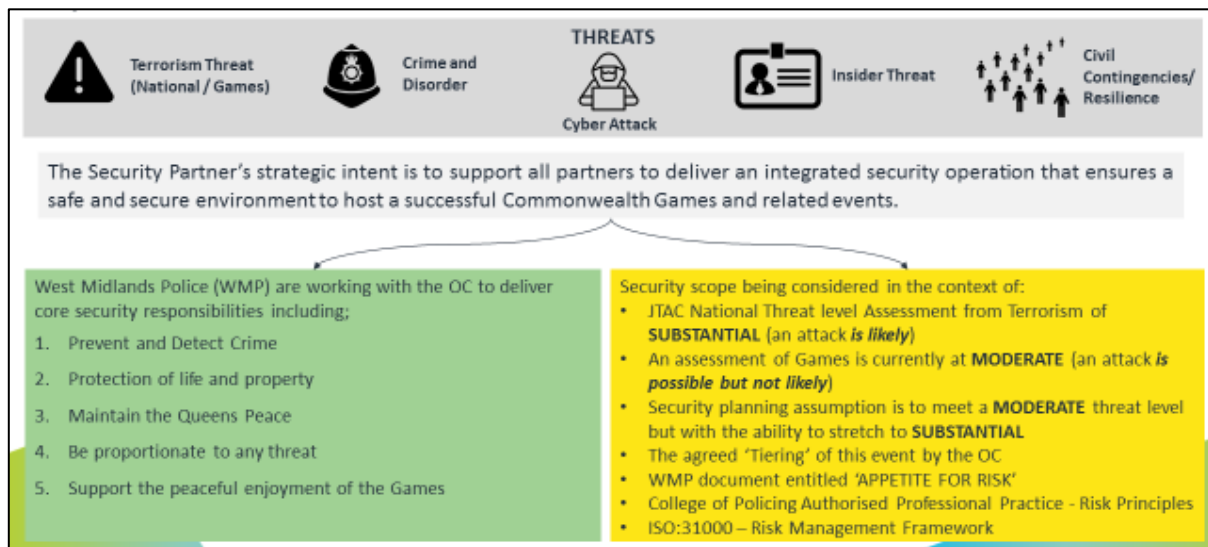 THREATS
Terrorism Threat
(National / Games)
Crime and
Disorder
Cyber Attack
Insider Threat
Civil
Contingencies/
Resilience
The Security Partner's strategic intent is to support all partners to deliver an integrated security operation that ensures a
safe and secure environment to host a successful Commonwealth Games and related events.
West Midlands Police (WMP) are working with the OC to deliver
core security responsibilities including;
1. Prevent and Detect Crime
2. Protection of life and property
3. Maintain the Queens Peace
4. Be proportionate to any threat
5. Support the peaceful enjoyment of the Games
Security scope being considered in the context of:
• JTAC National Threat level Assessment from Terrorism of
SUBSTANTIAL (an attack is likely)
• An assessment of Games is currently at MODERATE (an attack is
possible but not likely)
• Security planning assumption is to meet a MODERATE threat level
but with the ability to stretch to SUBSTANTIAL
• The agreed 'Tiering' of this event by the OC
• WMP document entitled 'APPETITE FOR RISK'
• College of Policing Authorised Professional Practice - Risk Principles
• ISO:31000 – Risk Management Framework